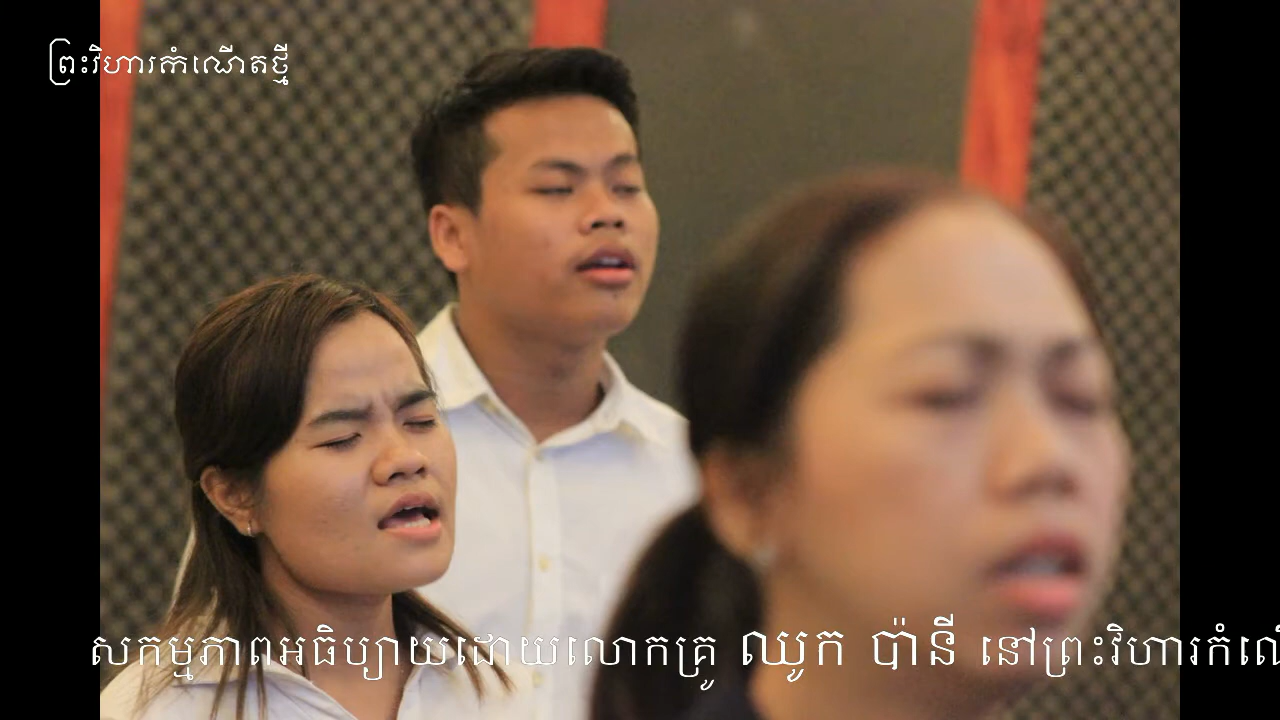 ព្រះវិហារកំណើតថ្មី
សកម្មភាពអធិប្បាយដោយលោកគ្រូ ឈូក ប៉ានី នៅព្រះវិហារកំណើ